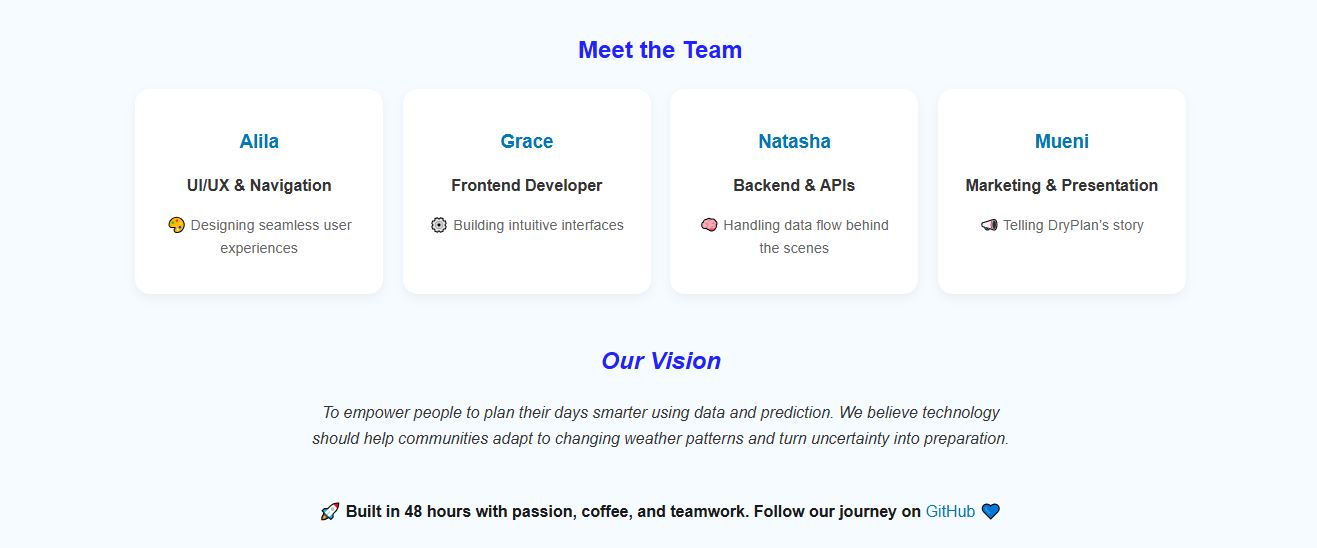 Meet the Team
Alila
UI/UX & Navigation
🎨 Designing seamless user
experiences
Grace
Frontend Developer
⚙️ Building intuitive interfaces
Natasha
Backend & APIs
🧠 Handling data flow behind
the scenes
Mueni
Marketing & Presentation
📢 Telling DryPlan's story
Our Vision
To empower people to plan their days smarter using data and prediction. We believe technology
should help communities adapt to changing weather patterns and turn uncertainty into preparation.
🚀 Built in 48 hours with passion, coffee, and teamwork. Follow our journey on GitHub 💙